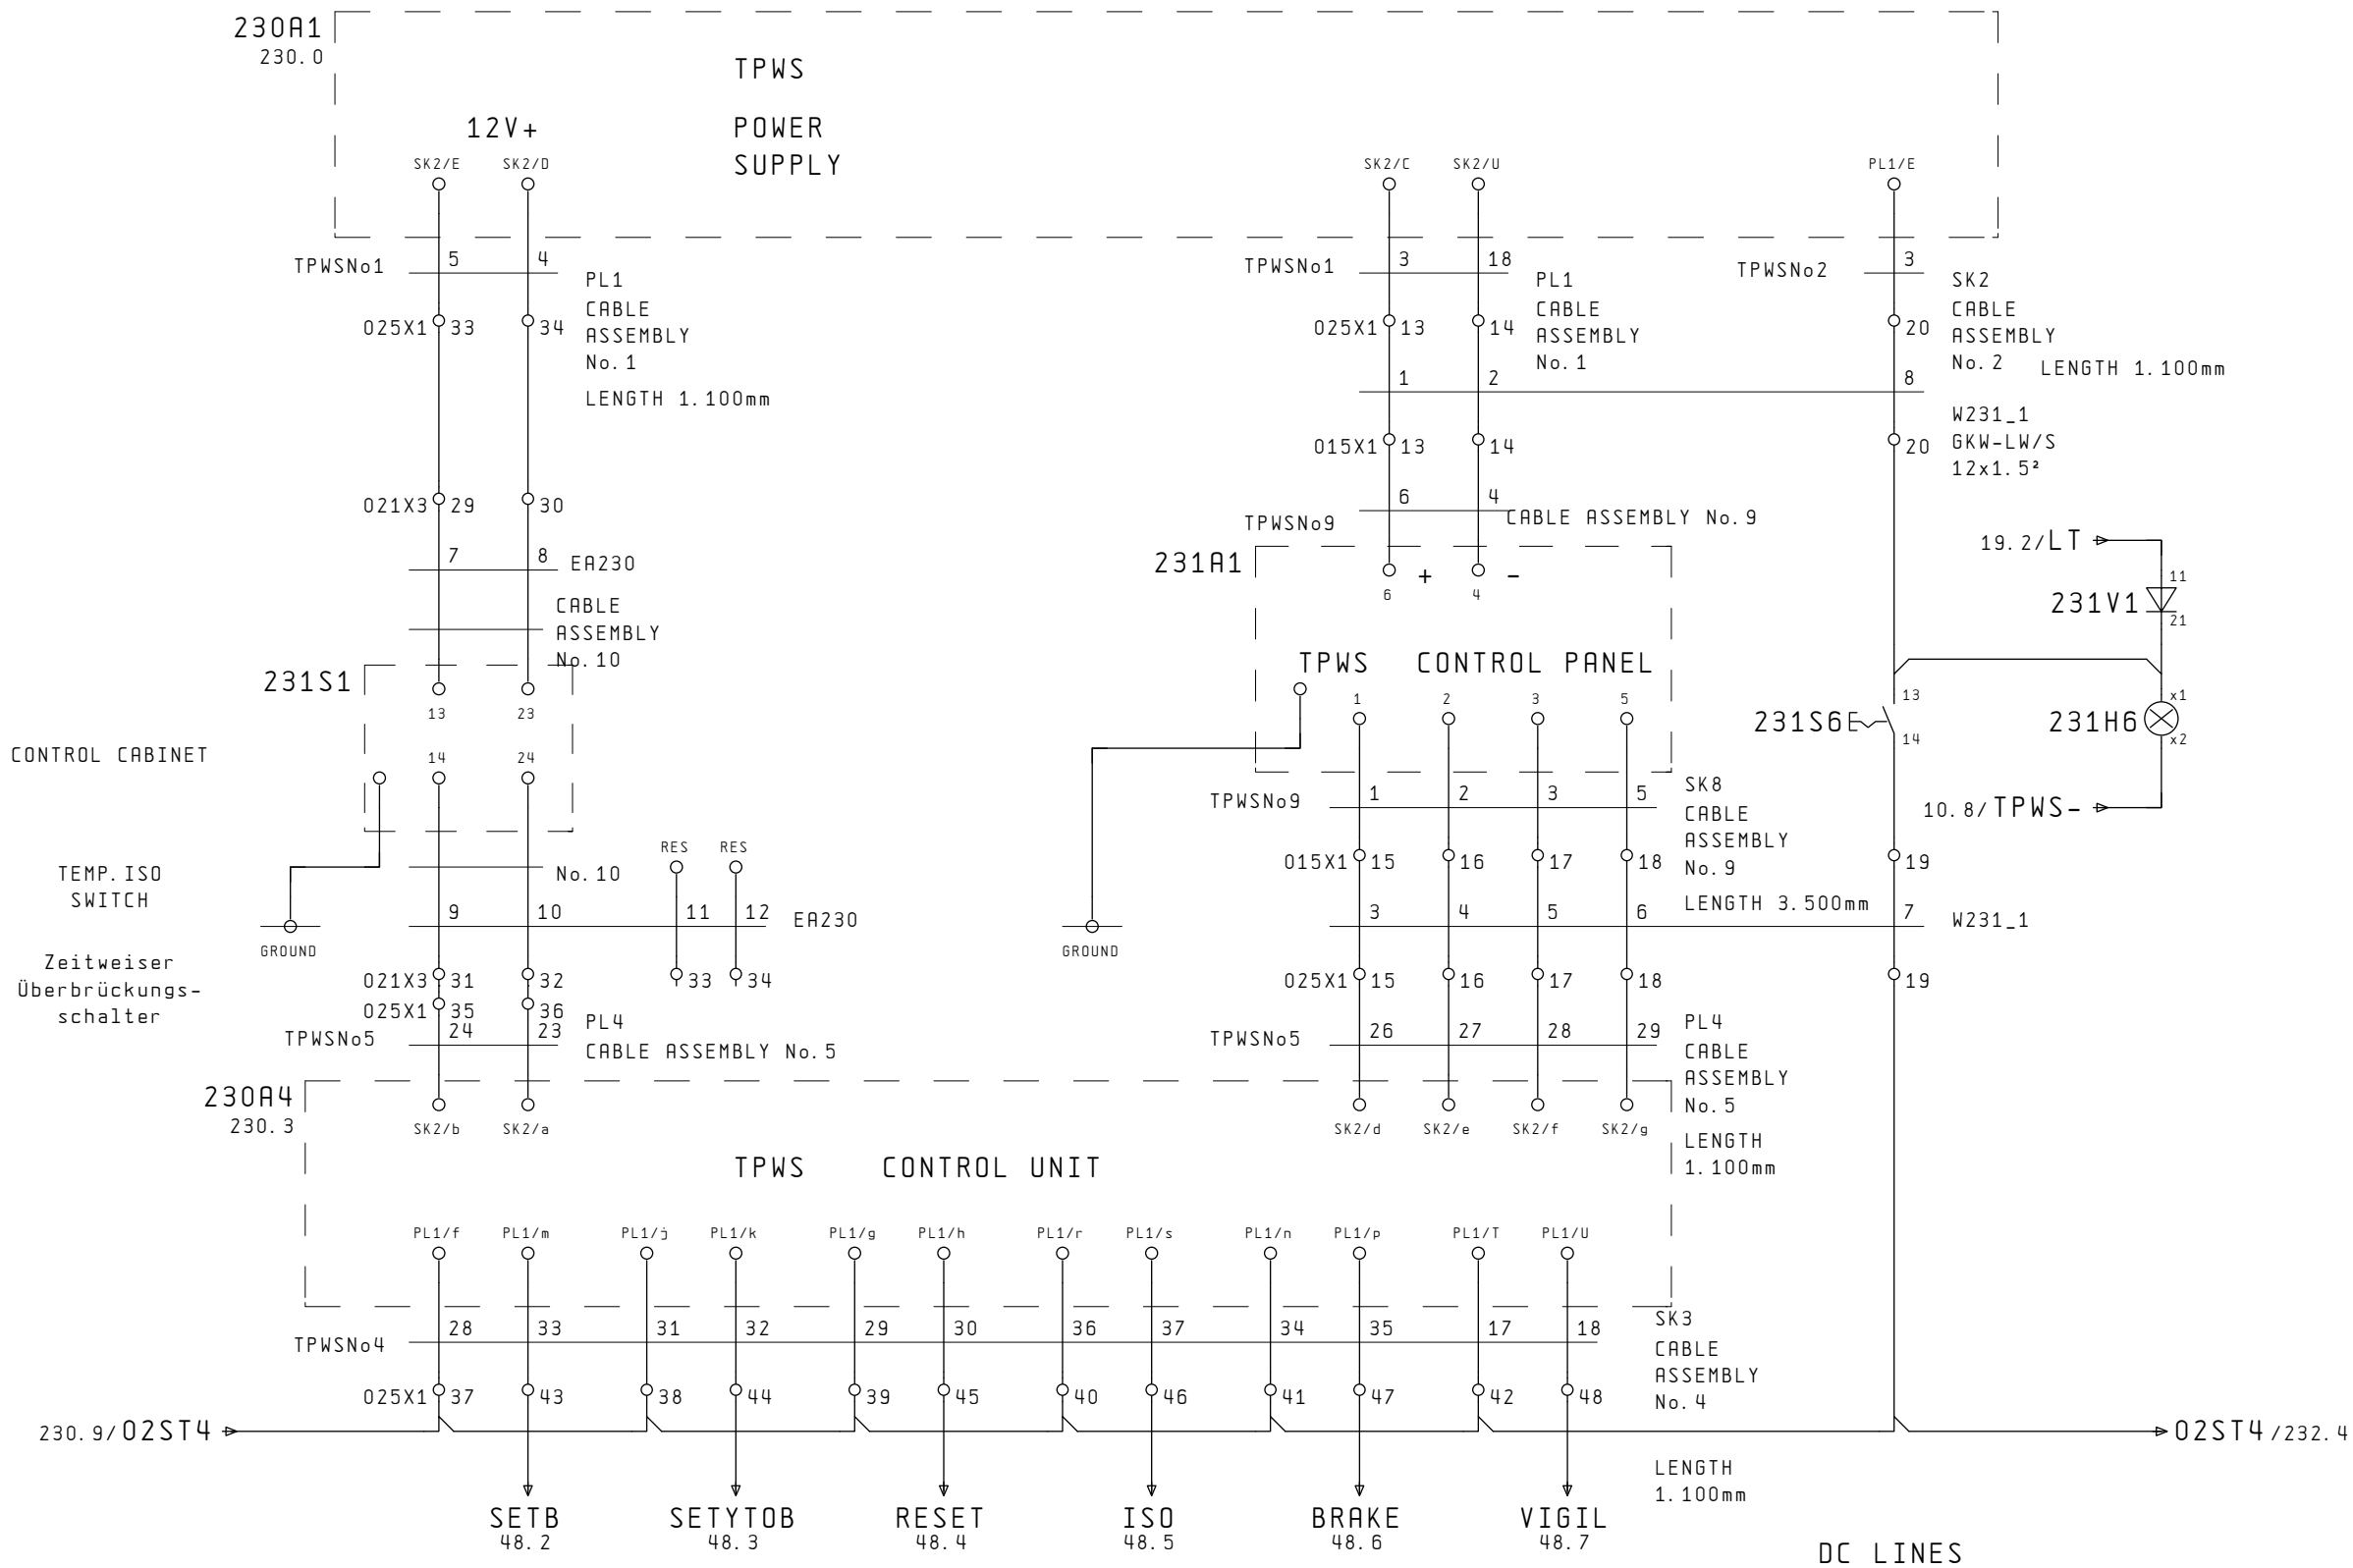 230A1
230.0
TPWS
12V+
POWER
SUPPLY
SK2/E SK2/D SK2/C SK2/U PL1/E
TPWSNo1 5 4 TPWSNo1 3 18 TPWSNo2 3
PL1 PL1 SK2
CABLE CABLE CABLE
025X1 33 34 025X1 13 14 20
ASSEMBLY ASSEMBLY ASSEMBLY
No.1 No.1 No.2 LENGTH 1.100mm
1 2 8
LENGTH 1.100mm
W231_1
015X1 13 14 20 GKW-LW/S
12x1.5²
021X3 29 30 6 4
TPWSNo9 CABLE ASSEMBLY No.9
19.2/LT
7 8 EA230 231A1 + -
6 4
11
231V1
21
CABLE
ASSEMBLY
No.10
TPWS CONTROL PANEL
231S1
13 23
1 2 3 5
13 x1
231S6 231H6
14 x2
CONTROL CABINET
14 24
SK8
TPWSNo9 1 2 3 5
CABLE
10.8/TPWS-
ASSEMBLY
RES RES 015X1 15 16 17 18 19
No.9
TEMP.ISO No.10
SWITCH
LENGTH 3.500mm
9 10 11 12 EA230 3 4 5 6 7 W231_1
GROUND GROUND
Zeitweiser
021X3 31 32 33 34 025X1 15 16 17 18 19
Überbrückungs-
025X1 35 36
schalter
PL4 PL4
TPWSNo5 24 23 TPWSNo5 26 27 28 29
CABLE ASSEMBLY No.5 CABLE
ASSEMBLY
230A4 No.5
230.3
SK2/b SK2/a SK2/d SK2/e SK2/f SK2/g
LENGTH
1.100mm
TPWS CONTROL UNIT
PL1/f PL1/m PL1/j PL1/k PL1/g PL1/h PL1/r PL1/s PL1/n PL1/p PL1/T PL1/U
SK3
TPWSNo4 28 33 31 32 29 30 36 37 34 35 17 18
CABLE
ASSEMBLY
025X1 37 43 38 44 39 45 40 46 41 47 42 48
No.4
230.9/02ST4 02ST4/232.4
LENGTH
1.100mm
SETB SETYTOB RESET ISO BRAKE VIGIL
48.2 48.3 48.4 48.5 48.6 48.7
DC LINES